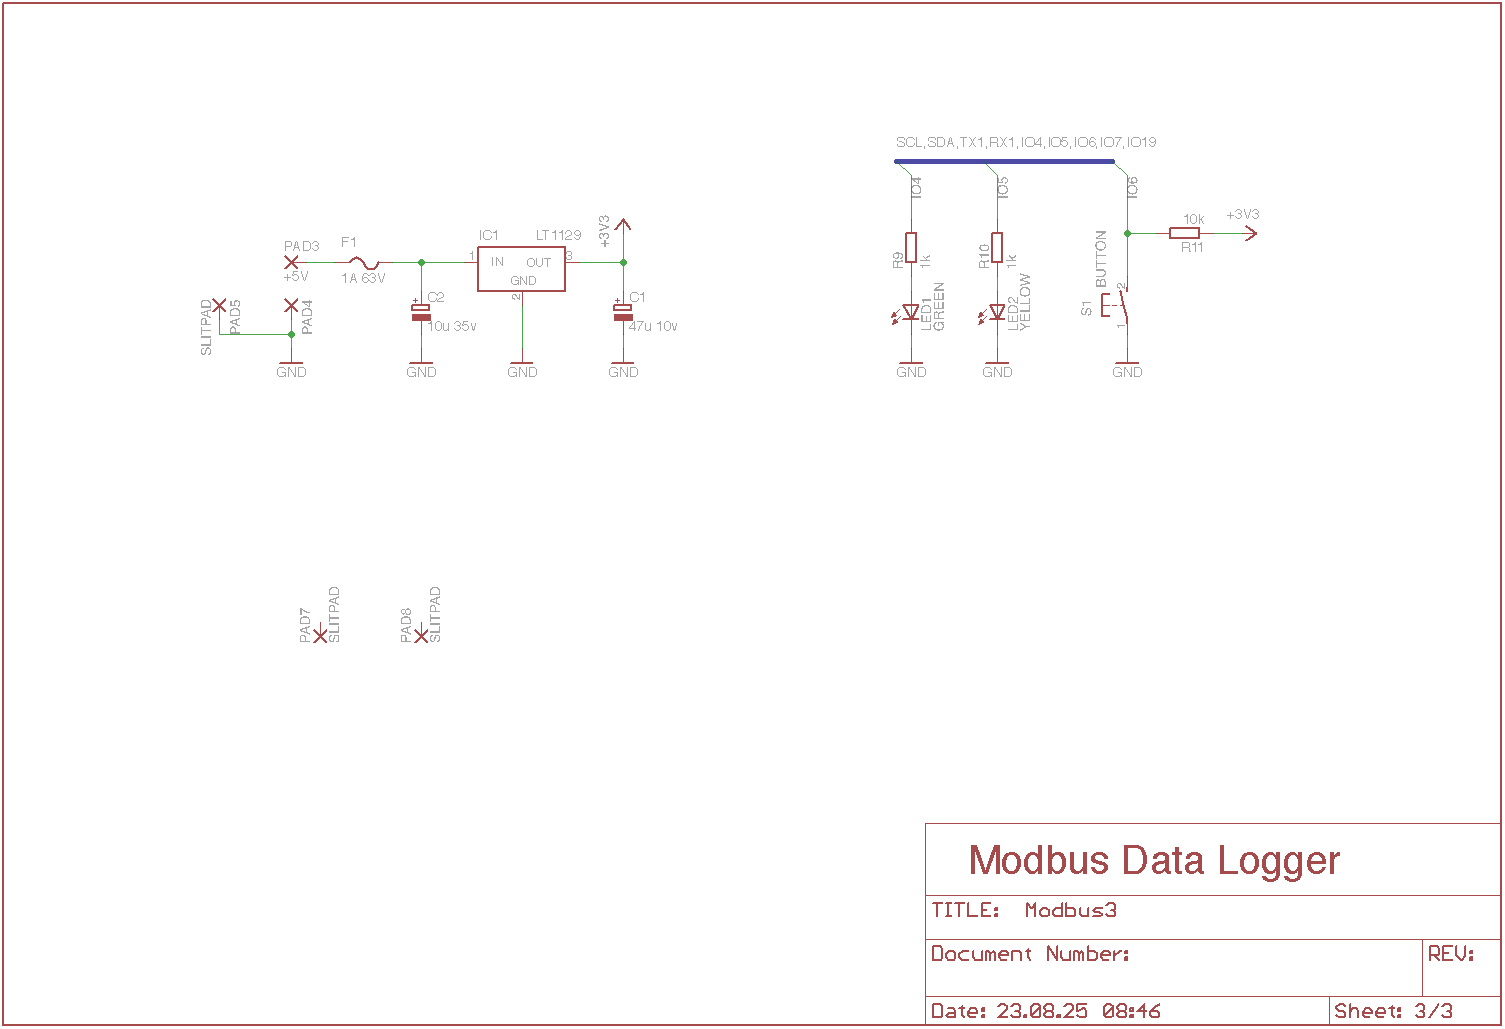 SCL,SDA,TX1,RX1,IO4,IO5,IO6,IO7,IO19
IO4
IO5
IO6
PAD3
+5V
F1
1A 63V
IC1
LT1129
1
IN
OUT
3
GND
2
+3V3
C2
10u 35v
C1
47u 10v
SLITPAD
PAD5
PAD4
GND
GND
GND
GND
R9
1k
LED1
GREEN
GND
R10
1k
LED2
YELLOW
GND
BUTTON
S1
2
1
GND
10k
R11
+3V3
PAD7
SLITPAD
PAD8
SLITPAD
Modbus Data Logger
TITLE: Modbus3
Document Number:
REV:
Date: 23.08.25 08:46
Sheet: 3/3